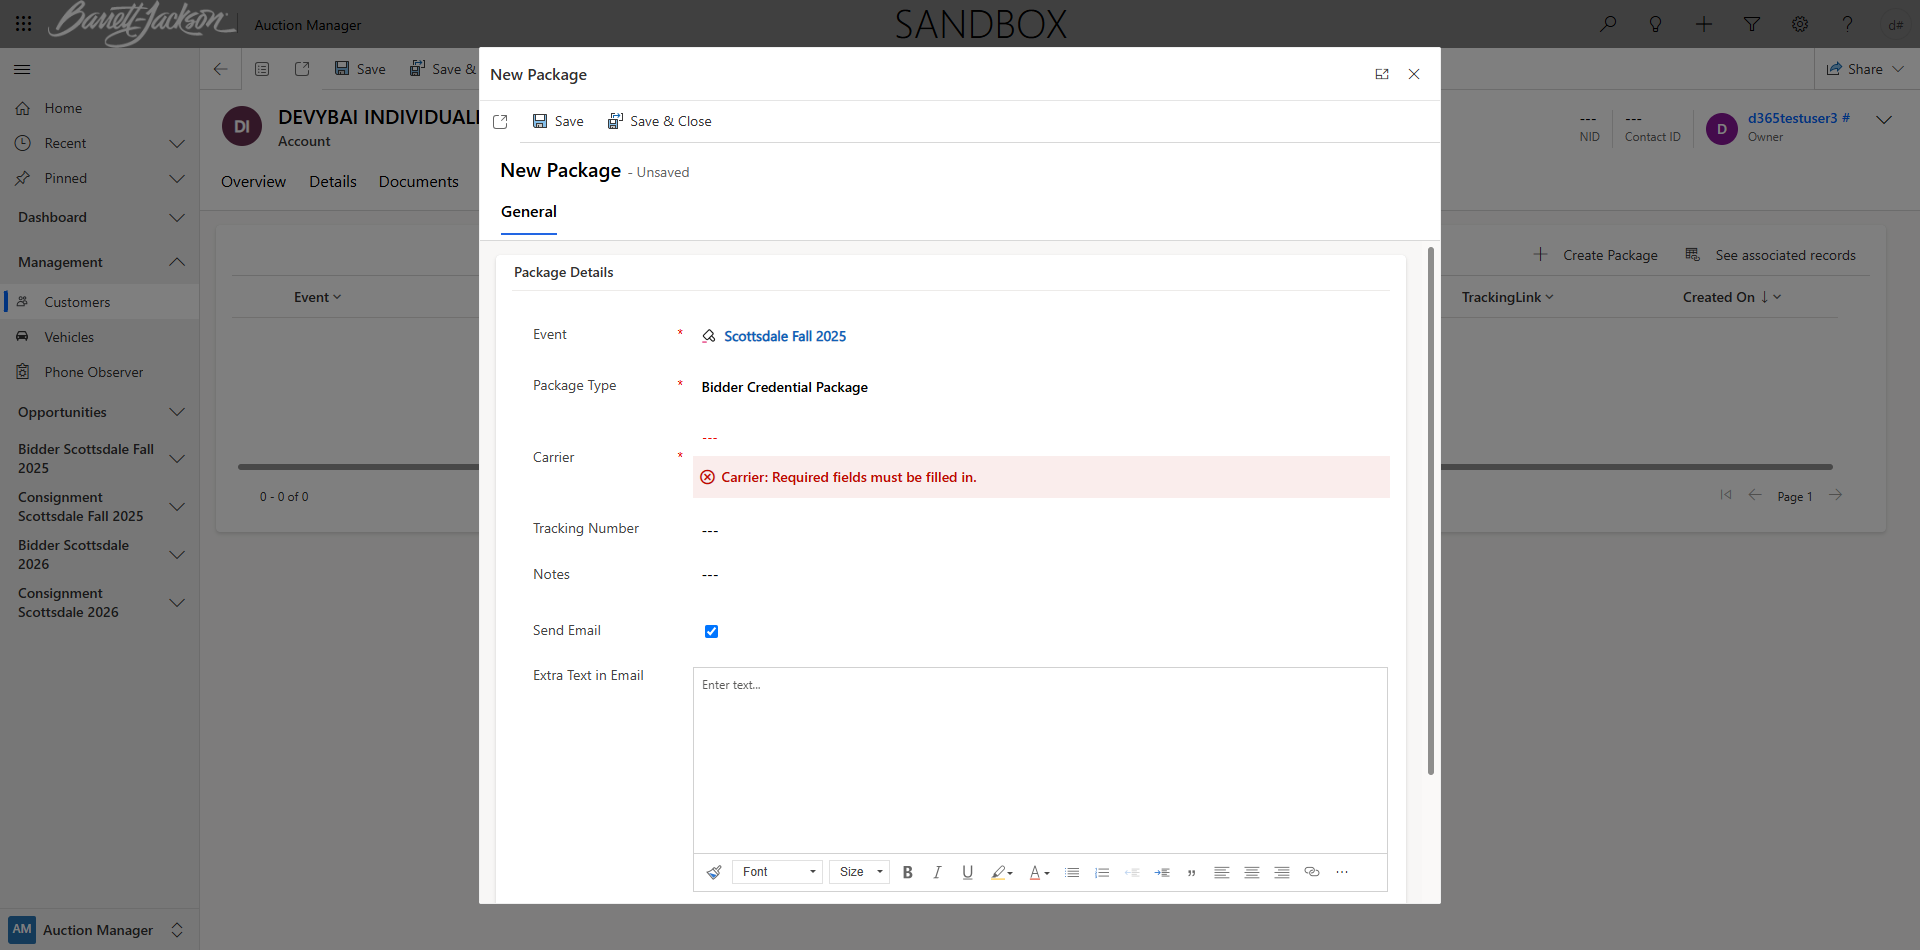 Barrett-Jackson
Auction Manager
SANDBOX
d#
Save
Save &
Share
Home
Recent
Pinned
Dashboard
Management
Customers
Vehicles
Phone Observer
Opportunities
Bidder Scottsdale Fall
2025
Consignment
Scottsdale Fall 2025
Bidder Scottsdale
2026
Consignment
Scottsdale 2026
AM
Auction Manager
DI
DEVYBAI INDIVIDUALI
Account
Overview
Details
Documents
---
NID
---
Contact ID
D
d365testuser3 #
Owner
Event
0 - 0 of 0
Create Package
See associated records
TrackingLink
Created On
Page 1
New Package
Save
Save & Close
New Package - Unsaved
General
Package Details
Event * Scottsdale Fall 2025
Package Type * Bidder Credential Package
---
Carrier *
Carrier: Required fields must be filled in.
Tracking Number ---
Notes ---
Send Email
Extra Text in Email
Enter text...
Font
Size
B I U A